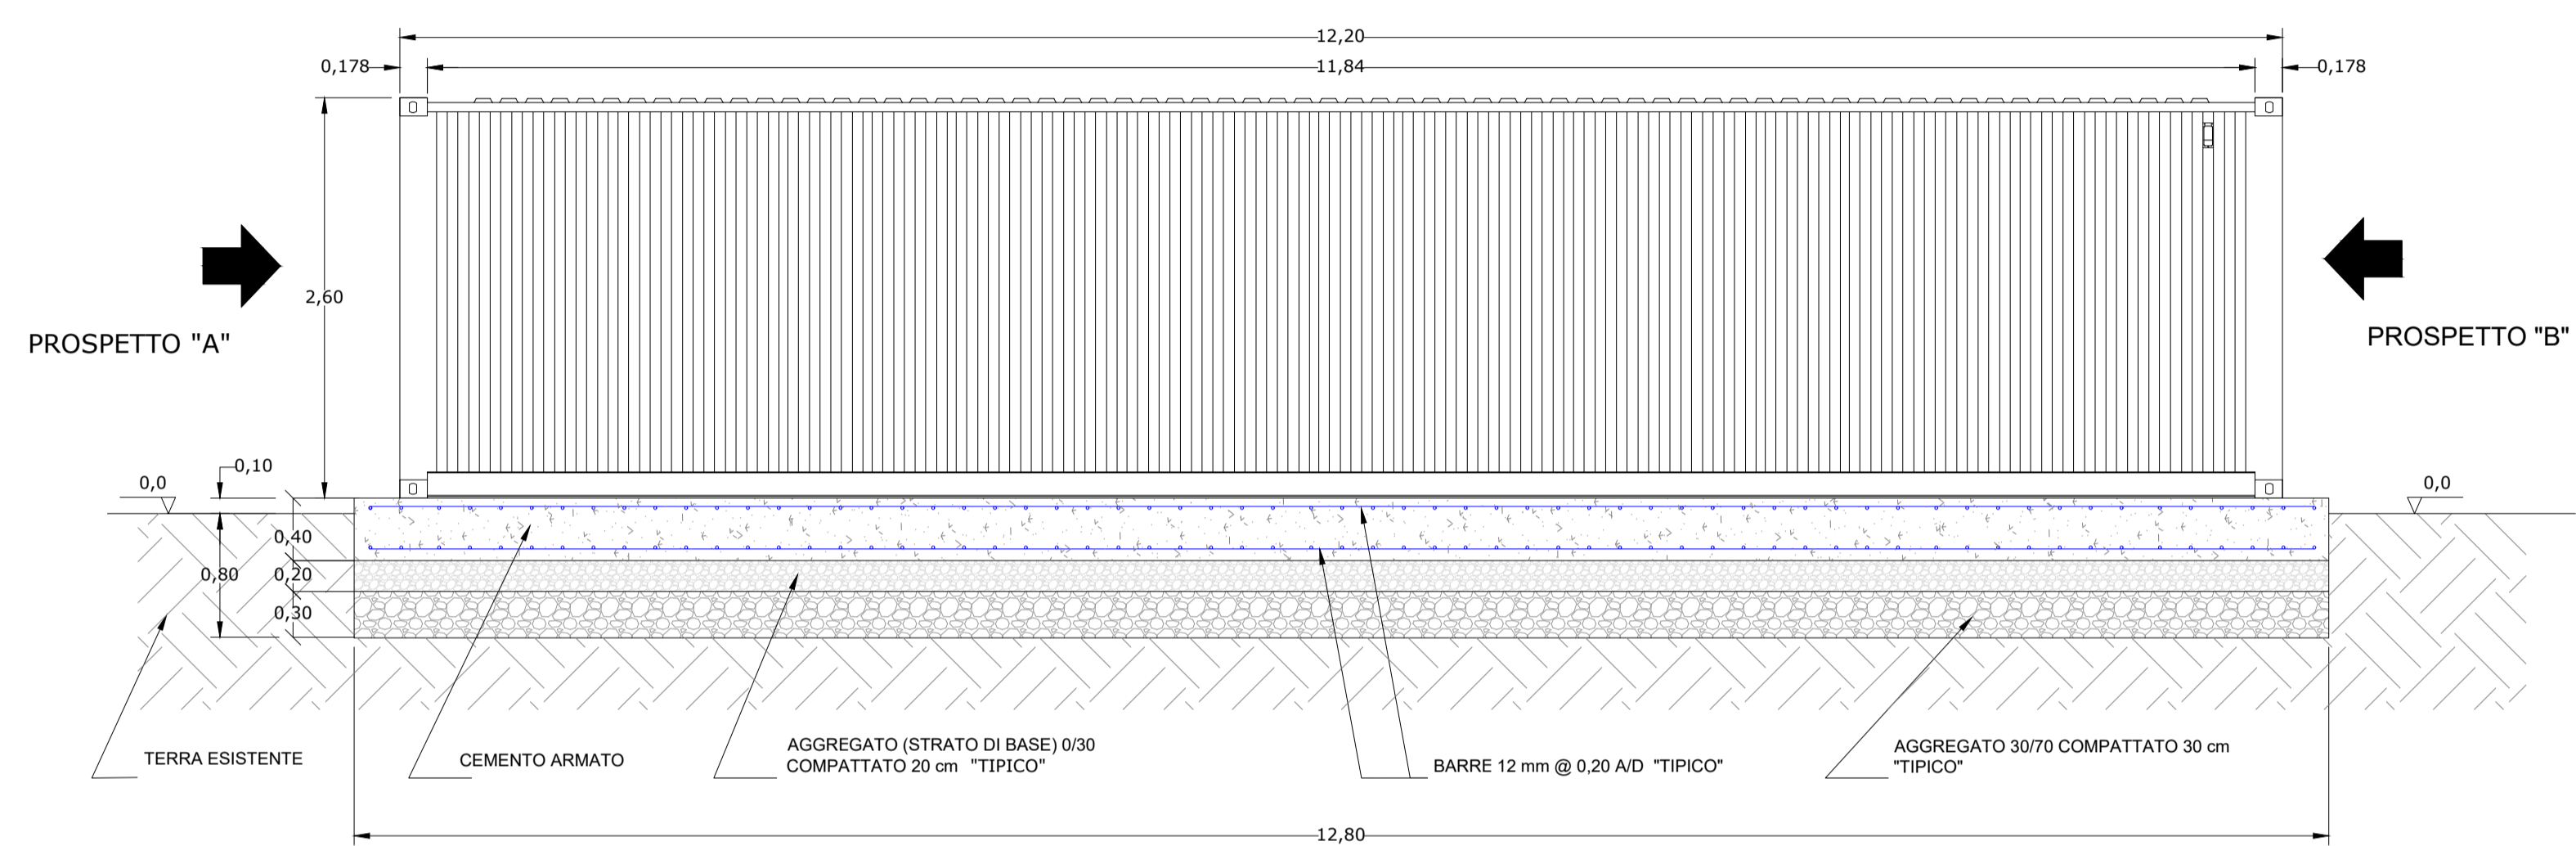 12,20
0,178
11,84
0,178
2,60
PROSPETTO "A"
PROSPETTO "B"
0,10
0,0
0,0
0,40
0,80
0,20
0,30
TERRA ESISTENTE
CEMENTO ARMATO
AGGREGATO (STRATO DI BASE) 0/30
COMPATTATO 20 cm "TIPICO"
BARRE 12 mm @ 0,20 A/D "TIPICO"
AGGREGATO 30/70 COMPATTATO 30 cm
"TIPICO"
12,80